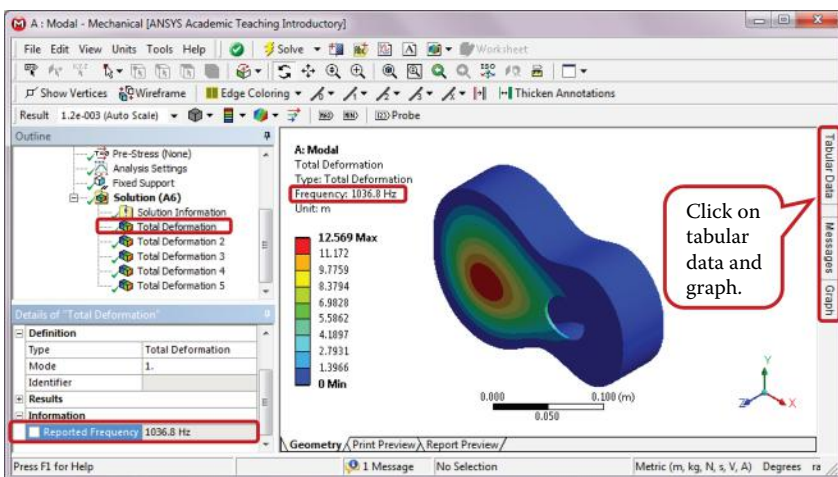 A : Modal - Mechanical [ANSYS Academic Teaching Introductory]
File Edit View Units Tools Help Solve Worksheet
Show Vertices Wireframe Edge Coloring Thicken Annotations
Result 1.2e-003 (Auto Scale) Probe
Outline
Pre-Stress (None)
Analysis Settings
Fixed Support
Solution (A6)
Solution Information
Total Deformation
Total Deformation 2
Total Deformation 3
Total Deformation 4
Total Deformation 5
Details of "Total Deformation"
Definition
Type Total Deformation
Mode 1.
Identifier
Results
Information
Reported Frequency 1036.8 Hz
A: Modal
Total Deformation
Type: Total Deformation
Frequency: 1036.8 Hz
Unit: m
12.569 Max
11.172
9.7759
8.3794
6.9828
5.5862
4.1897
2.7931
1.3966
0 Min
0.000 0.100 (m)
0.050
Y
Z X
Click on
tabular
data and
graph.
Tabular Data
Messages
Graph
Geometry Print Preview Report Preview
Press F1 for Help 1 Message No Selection Metric (m, kg, N, s, V, A) Degrees ra